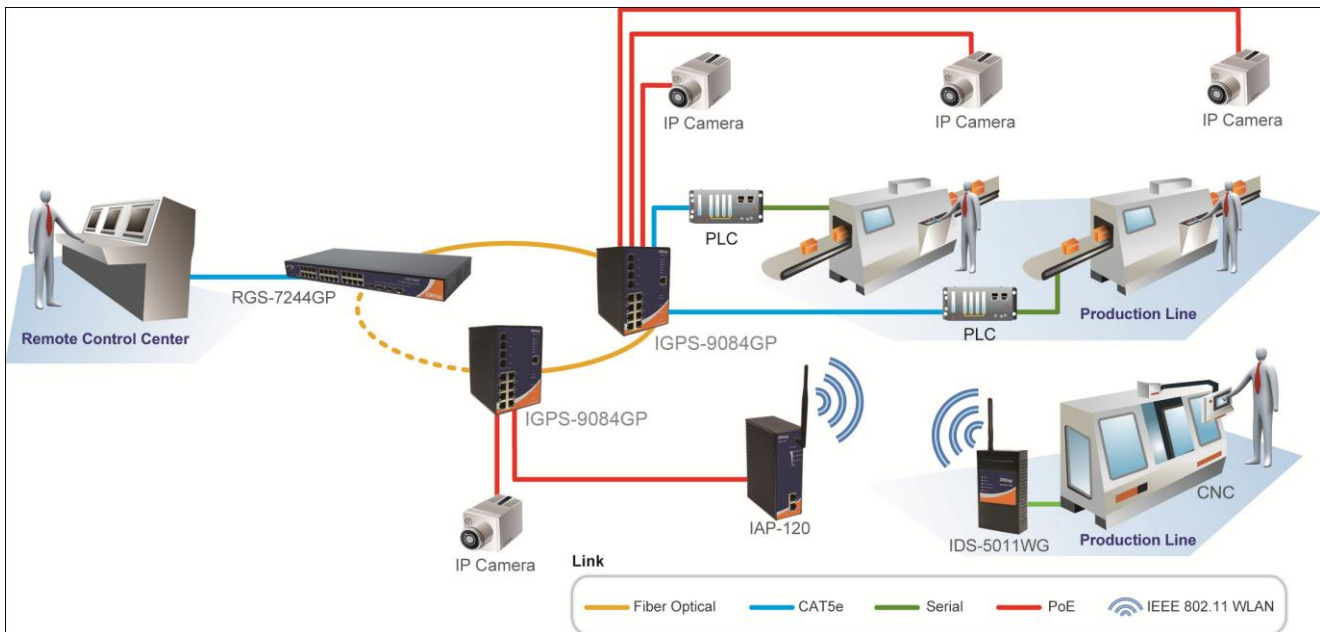 IP Camera
IP Camera
IP Camera
PLC
RGS-7244GP
Remote Control Center
IGPS-9084GP
PLC
Production Line
IGPS-9084GP
CNC
IAP-120
IDS-5011WG
Production Line
IP Camera
Link
Fiber Optical
CAT5e
Serial
PoE
IEEE 802.11 WLAN